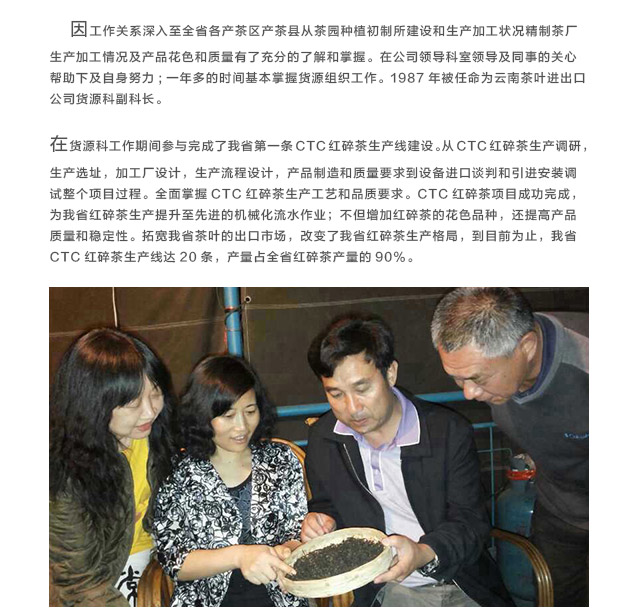 因工作关系深入至全省各产茶区产茶县从茶园种植初制所建设和生产加工状况精制茶厂
生产加工情况及产品花色和质量有了充分的了解和掌握。在公司领导科室领导及同事的关心
帮助下及自身努力；一年多的时间基本掌握货源组织工作。1987 年被任命为云南茶叶进出口
公司货源科副科长。
在货源科工作期间参与完成了我省第一条 CTC 红碎茶生产线建设。从 CTC 红碎茶生产调研，
生产选址，加工厂设计，生产流程设计，产品制造和质量要求到设备进口谈判和引进安装调
试整个项目过程。全面掌握 CTC 红碎茶生产工艺和品质要求。CTC 红碎茶项目成功完成，
为我省红碎茶生产提升至先进的机械化流水作业；不但增加红碎茶的花色品种，还提高产品
质量和稳定性。拓宽我省茶叶的出口市场，改变了我省红碎茶生产格局，到目前为止，我省
CTC 红碎茶生产线达 20 条，产量占全省红碎茶产量的 90%。
常